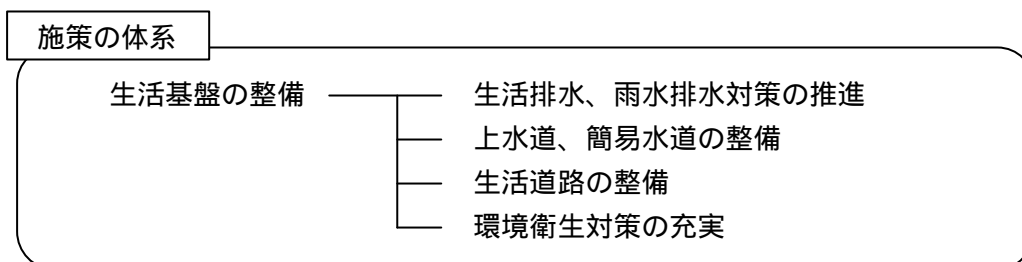 施策の体系
生活基盤の整備
生活排水、雨水排水対策の推進
上水道、簡易水道の整備
生活道路の整備
環境衛生対策の充実